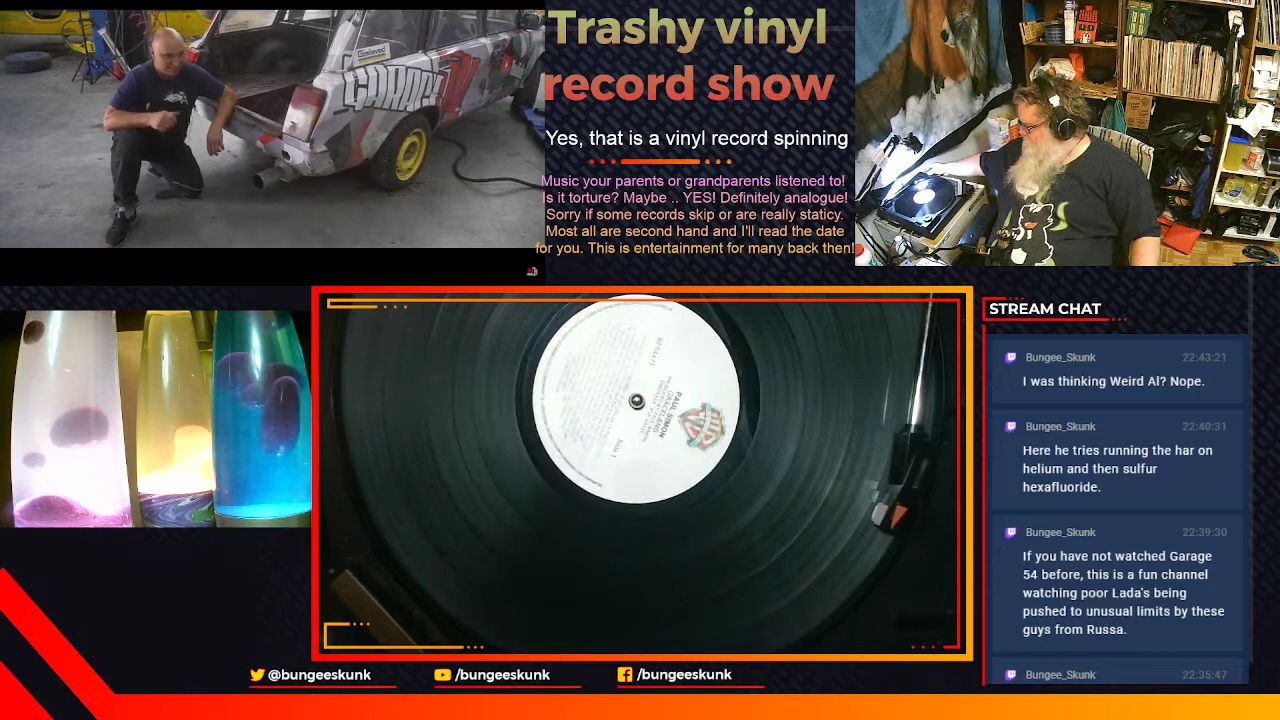 GARAGE
Trashy vinyl
record show
Yes, that is a vinyl record spinning
Music your parents or grandparents listened to!
Is it torture? Maybe .. YES! Definitely analogue!
Sorry if some records skip or are really staticy.
Most all are second hand and I'll read the date
for you. This is entertainment for many back then!
PAUL SIMON
GRACELAND
Side 1
STREAM CHAT
Bungee_Skunk 22:43:21
I was thinking Weird Al? Nope.
Bungee_Skunk 22:40:31
Here he tries running the har on
helium and then sulfur
hexafluoride.
Bungee_Skunk 22:39:30
If you have not watched Garage
54 before, this is a fun channel
watching poor Lada's being
pushed to unusual limits by these
guys from Russa.
Bungee_Skunk 22:35:47
@bungeeskunk
/bungeeskunk
/bungeeskunk